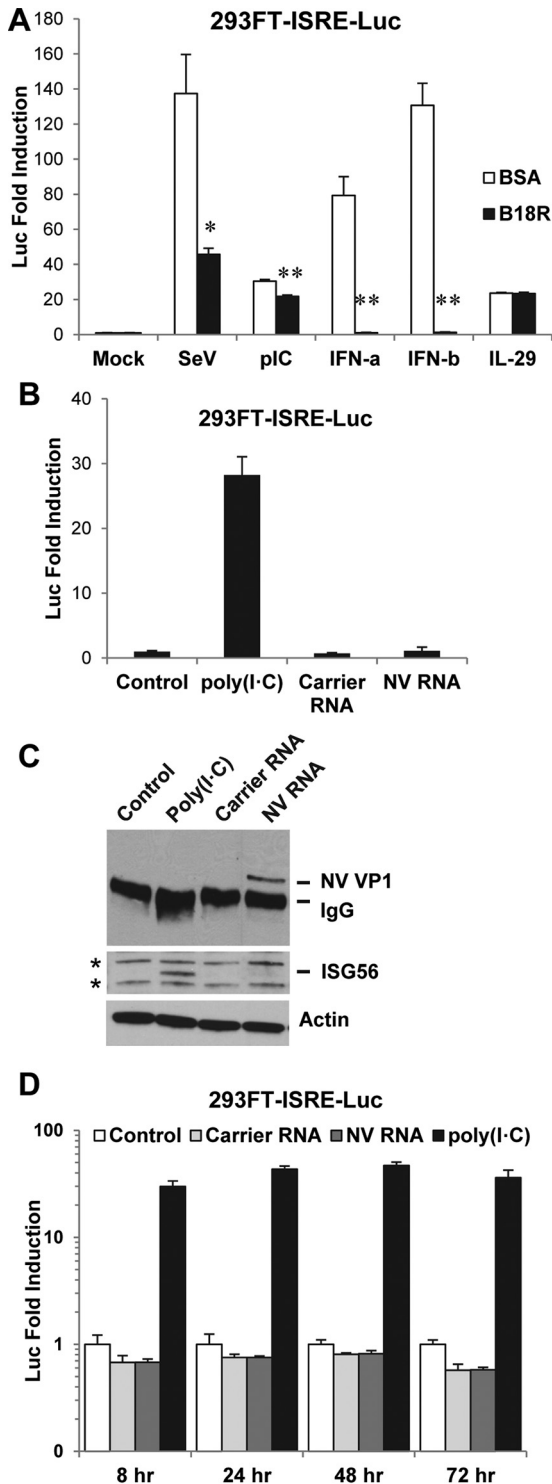 A
293FT-ISRE-Luc
Luc Fold Induction
180
160
140
120
100
80
60
40
20
0
BSA
B18R
*
**
**
**
Mock SeV pIC IFN-a IFN-b IL-29
B
293FT-ISRE-Luc
Luc Fold Induction
40
30
20
10
0
Control poly(I·C) Carrier RNA NV RNA
C
Control Poly(I·C) Carrier RNA NV RNA
NV VP1
IgG
*
ISG56
*
Actin
D
293FT-ISRE-Luc
Control Carrier RNA NV RNA poly(I·C)
Luc Fold Induction
100
10
1
0
8 hr 24 hr 48 hr 72 hr